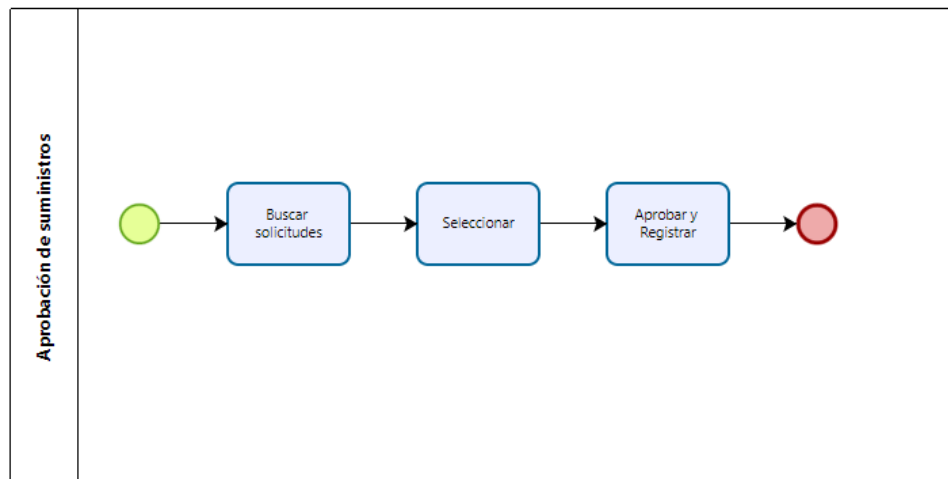 Aprobación de suministros
Buscar
solicitudes
Seleccionar
Aprobar y
Registrar